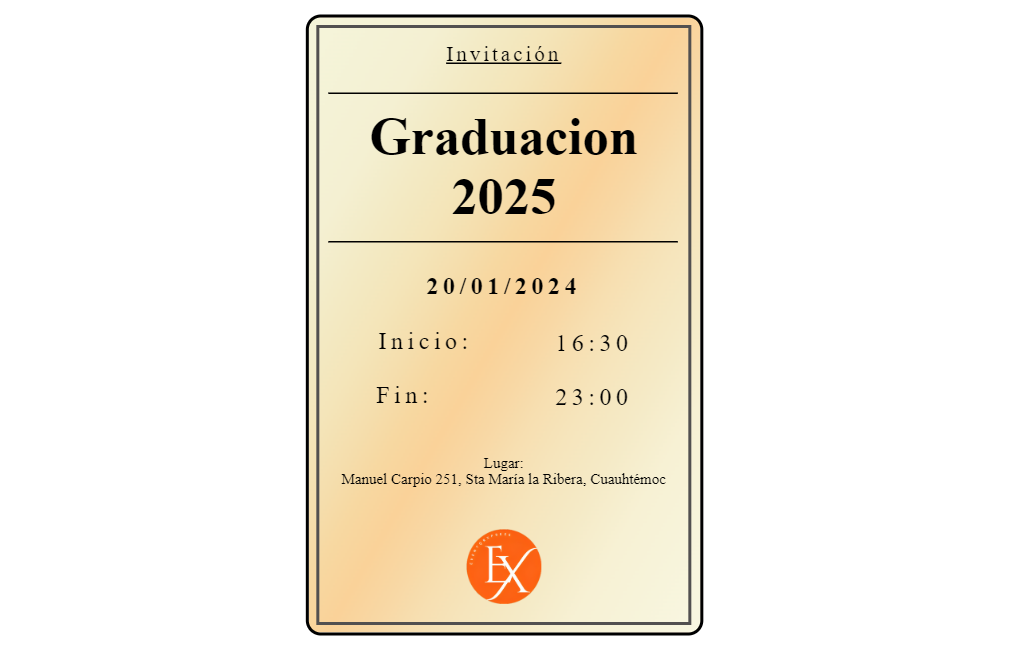 Invitación
Graduacion
2025
20/01/2024
Inicio: 16:30
Fin: 23:00
Lugar:
Manuel Carpio 251, Sta María la Ribera, Cuauhtémoc
EX